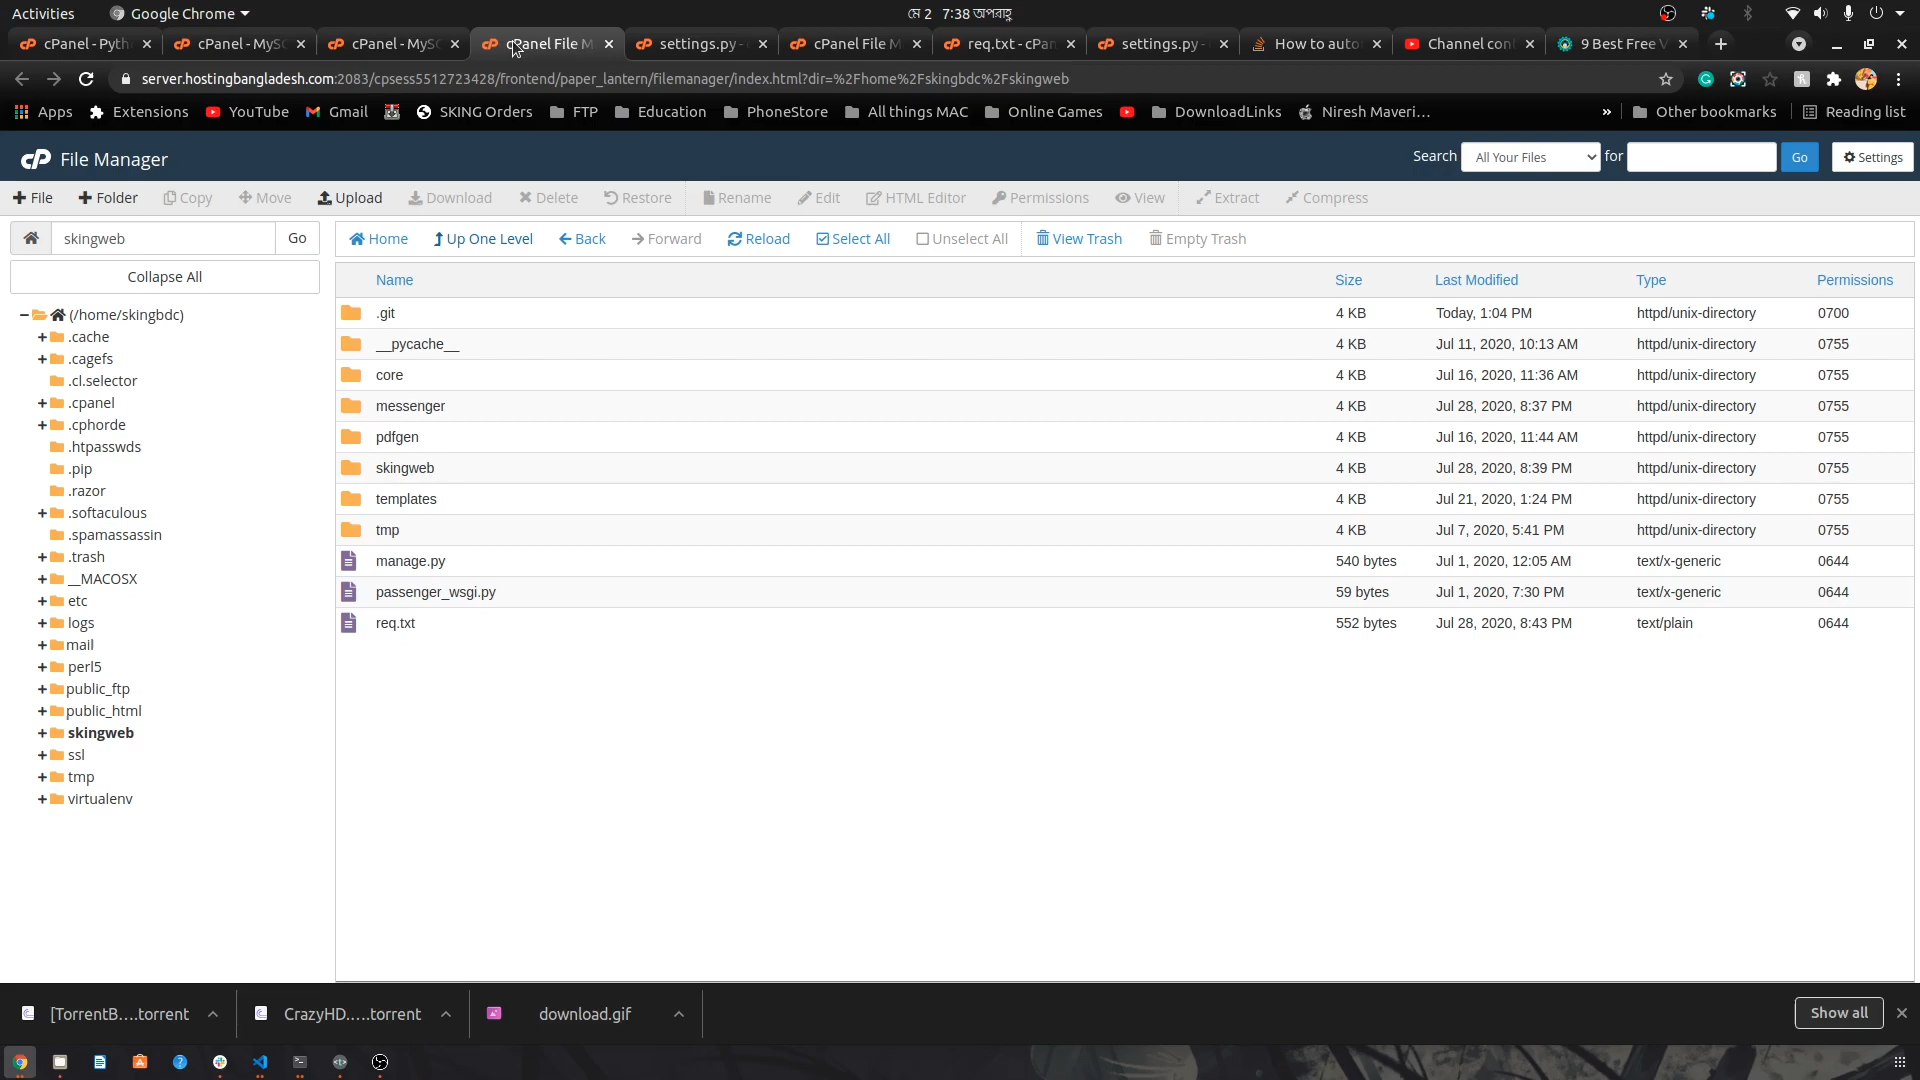 Activities Google Chrome মে 2 7:38 অপরাহ্ণ
cPanel - Pyth cPanel - MySQ cPanel - MySQ cPanel File M settings.py - cPanel File M req.txt - cPan settings.py - How to auto Channel con 9 Best Free V
server.hostingbangladesh.com:2083/cpsess5512723428/frontend/paper_lantern/filemanager/index.html?dir=%2Fhome%2Fskingbdc%2Fskingweb
Apps Extensions YouTube Gmail SKING Orders FTP Education PhoneStore All things MAC Online Games DownloadLinks Niresh Maveri... » Other bookmarks Reading list
cP File Manager Search All Your Files for Go Settings
File Folder Copy Move Upload Download Delete Restore Rename Edit HTML Editor Permissions View Extract Compress
skingweb Go Home Up One Level Back Forward Reload Select All Unselect All View Trash Empty Trash
Collapse All
Name Size Last Modified Type Permissions
(/home/skingbdc)
.cache
.cagefs
.cl.selector
.cpanel
.cphorde
.htpasswds
.pip
.razor
.softaculous
.spamassassin
.trash
__MACOSX
etc
logs
mail
perl5
public_ftp
public_html
skingweb
ssl
tmp
virtualenv
.git 4 KB Today, 1:04 PM httpd/unix-directory 0700
__pycache__ 4 KB Jul 11, 2020, 10:13 AM httpd/unix-directory 0755
core 4 KB Jul 16, 2020, 11:36 AM httpd/unix-directory 0755
messenger 4 KB Jul 28, 2020, 8:37 PM httpd/unix-directory 0755
pdfgen 4 KB Jul 16, 2020, 11:44 AM httpd/unix-directory 0755
skingweb 4 KB Jul 28, 2020, 8:39 PM httpd/unix-directory 0755
templates 4 KB Jul 21, 2020, 1:24 PM httpd/unix-directory 0755
tmp 4 KB Jul 7, 2020, 5:41 PM httpd/unix-directory 0755
manage.py 540 bytes Jul 1, 2020, 12:05 AM text/x-generic 0644
passenger_wsgi.py 59 bytes Jul 1, 2020, 7:30 PM text/x-generic 0644
req.txt 552 bytes Jul 28, 2020, 8:43 PM text/plain 0644
[TorrentB....torrent CrazyHD.....torrent download.gif Show all